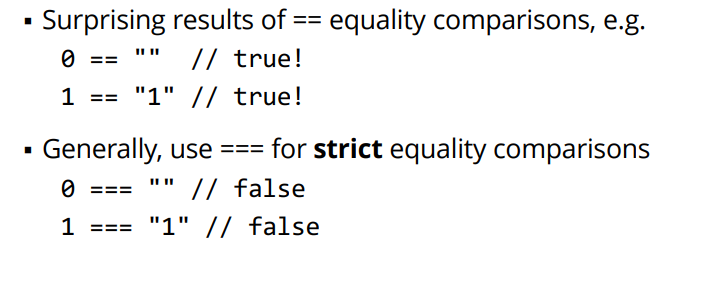 ▪ Surprising results of == equality comparisons, e.g.
0 == "" // true!
1 == "1" // true!
▪ Generally, use === for strict equality comparisons
0 === "" // false
1 === "1" // false